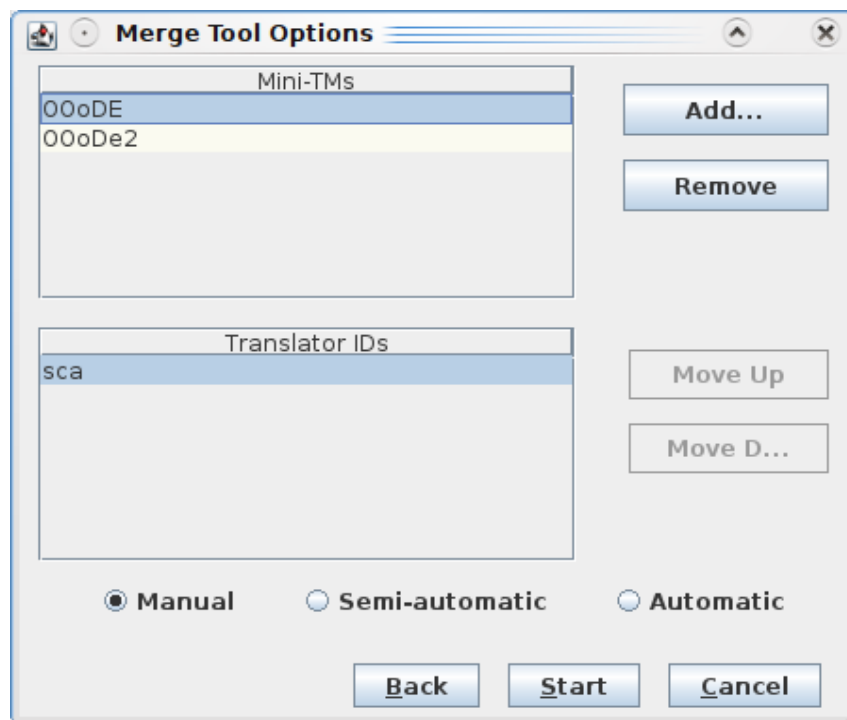 Merge Tool Options
Mini-TMs
OOoDE
OOoDe2
Add...
Remove
Translator IDs
sca
Move Up
Move D...
Manual Semi-automatic Automatic
Back Start Cancel